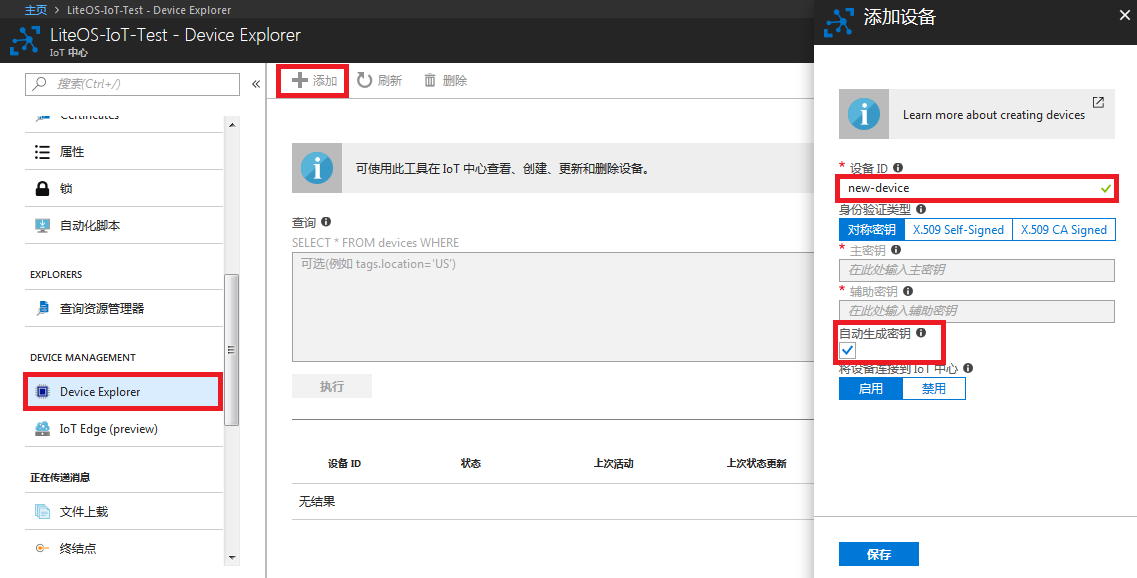 主页 > LiteOS-IoT-Test - Device Explorer
LiteOS-IoT-Test - Device Explorer
IoT 中心
搜索(Ctrl+/)
«
Certificates
属性
锁
自动化脚本
EXPLORERS
查询资源管理器
DEVICE MANAGEMENT
Device Explorer
IoT Edge (preview)
正在传递消息
文件上载
终结点
添加
刷新
删除
可使用此工具在 IoT 中心查看、创建、更新和删除设备。
查询
SELECT * FROM devices WHERE
可选(例如 tags.location='US')
执行
设备 ID 状态 上次活动 上次状态更新
无结果
添加设备
Learn more about creating devices
* 设备 ID
new-device
身份验证类型
对称密钥 X.509 Self-Signed X.509 CA Signed
* 主密钥
在此处输入主密钥
* 辅助密钥
在此处输入辅助密钥
自动生成密钥
将设备连接到 IoT 中心
启用 禁用
保存